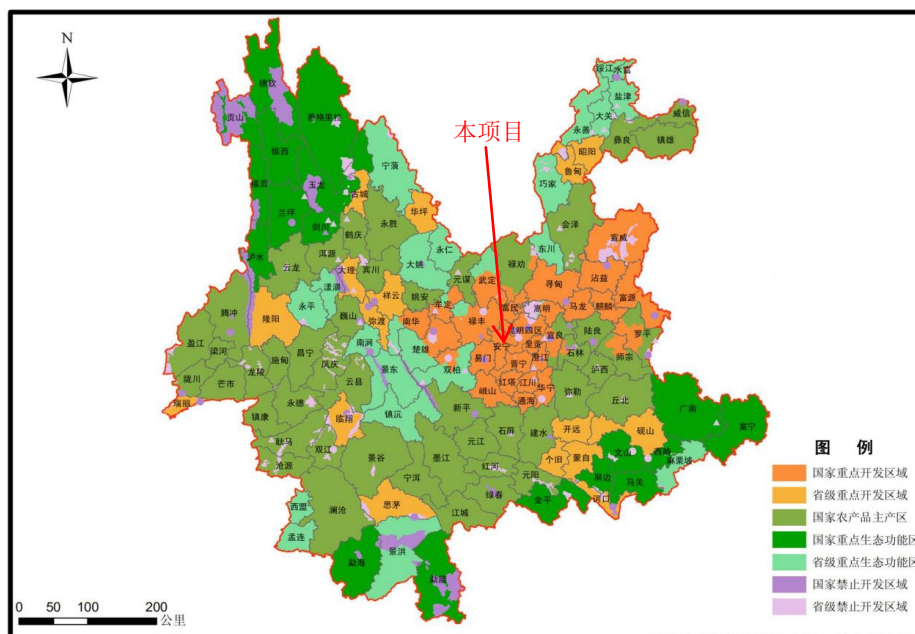 N
本项目
德钦
贡山
香格里拉
维西
福贡
玉龙
兰坪
剑川
宁蒗
古城
华坪
永胜
鹤庆
泸水
云龙
洱源
大理
宾川
漾濞
永平
巍山
祥云
弥渡
南涧
大姚
永仁
元谋
姚安
牟定
南华
楚雄
双柏
武定
禄劝
禄丰
富民
嵩明
寻甸
东川
会泽
巧家
鲁甸
昭阳
永善
大关
盐津
绥江
水富
彝良
镇雄
威信
宣威
沾益
富源
马龙
麒麟
陆良
罗平
师宗
昆明四区
宜良
呈贡
安宁
晋宁
澄江
石林
泸西
易门
红塔
江川
华宁
峨山
通海
弥勒
丘北
广南
富宁
砚山
开远
个旧
蒙自
文山
西畴
麻栗坡
马关
屏边
河口
金平
元阳
绿春
红河
建水
石屏
元江
新平
墨江
江城
宁洱
思茅
景谷
镇沅
景东
腾冲
隆阳
盈江
梁河
陇川
芒市
瑞丽
龙陵
施甸
昌宁
凤庆
云县
永德
镇康
临翔
耿马
双江
沧源
澜沧
西盟
孟连
勐海
景洪
勐腊
图 例
国家重点开发区域
省级重点开发区域
国家农产品主产区
国家重点生态功能区
省级重点生态功能区
国家禁止开发区域
省级禁止开发区域
0 50 100 200
公里